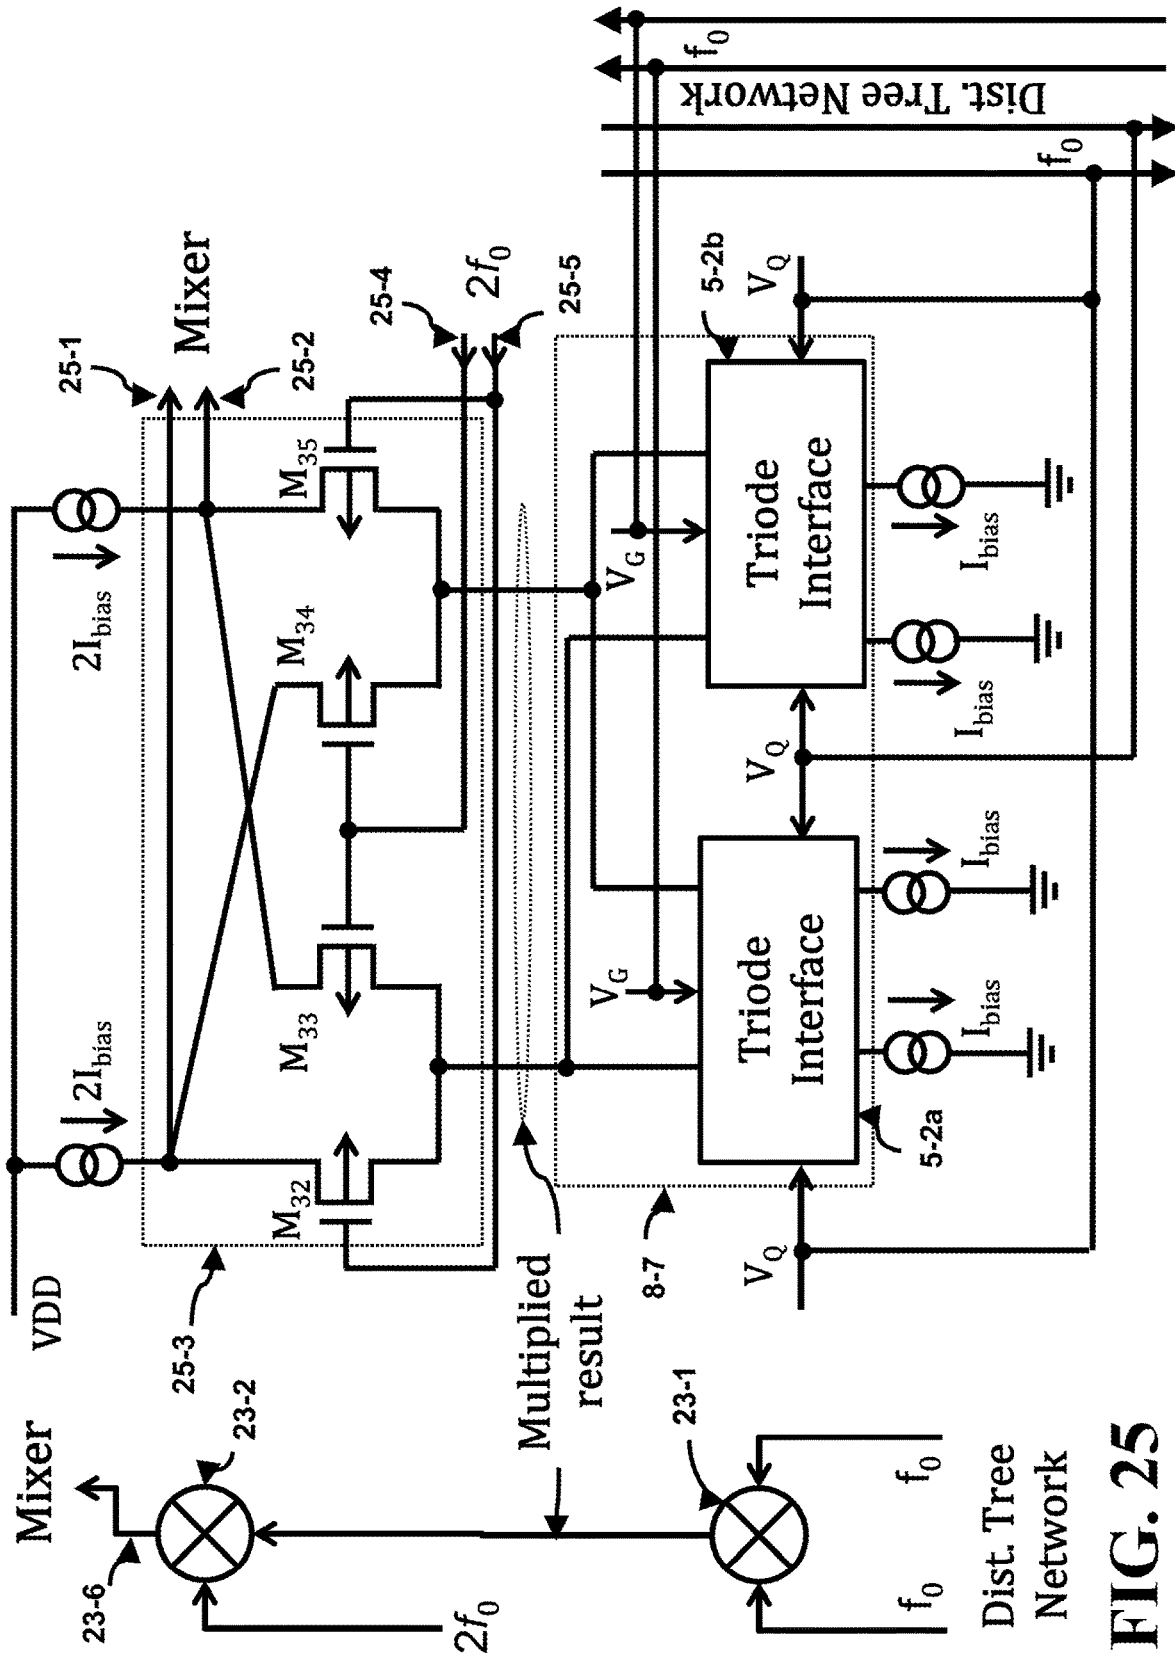 Mixer
23-6
23-2
2f0
Multiplied
result
23-1
f0
f0
Dist. Tree
Network
VDD
25-3
2Ibias
2Ibias
25-1
Mixer
25-2
M32
M33
M34
M35
25-4
2f0
25-5
8-7
VG
VG
5-2b
VQ
VQ
VQ
Triode
Interface
Triode
Interface
5-2a
Ibias
Ibias
Ibias
Ibias
f0
Dist. Tree Network
f0
FIG. 25